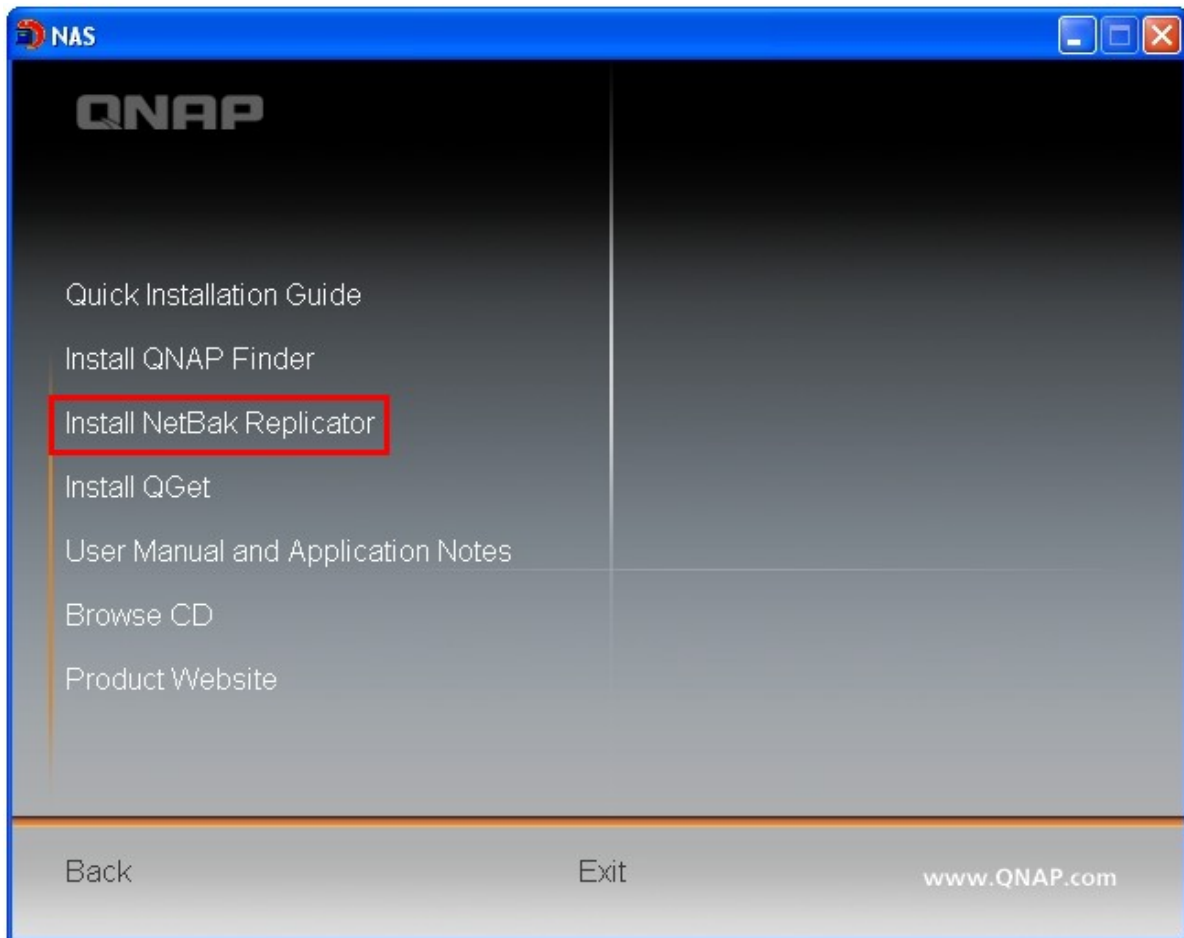 NAS
QNAP
Quick Installation Guide
Install QNAP Finder
Install NetBak Replicator
Install QGet
User Manual and Application Notes
Browse CD
Product Website
Back Exit www.QNAP.com